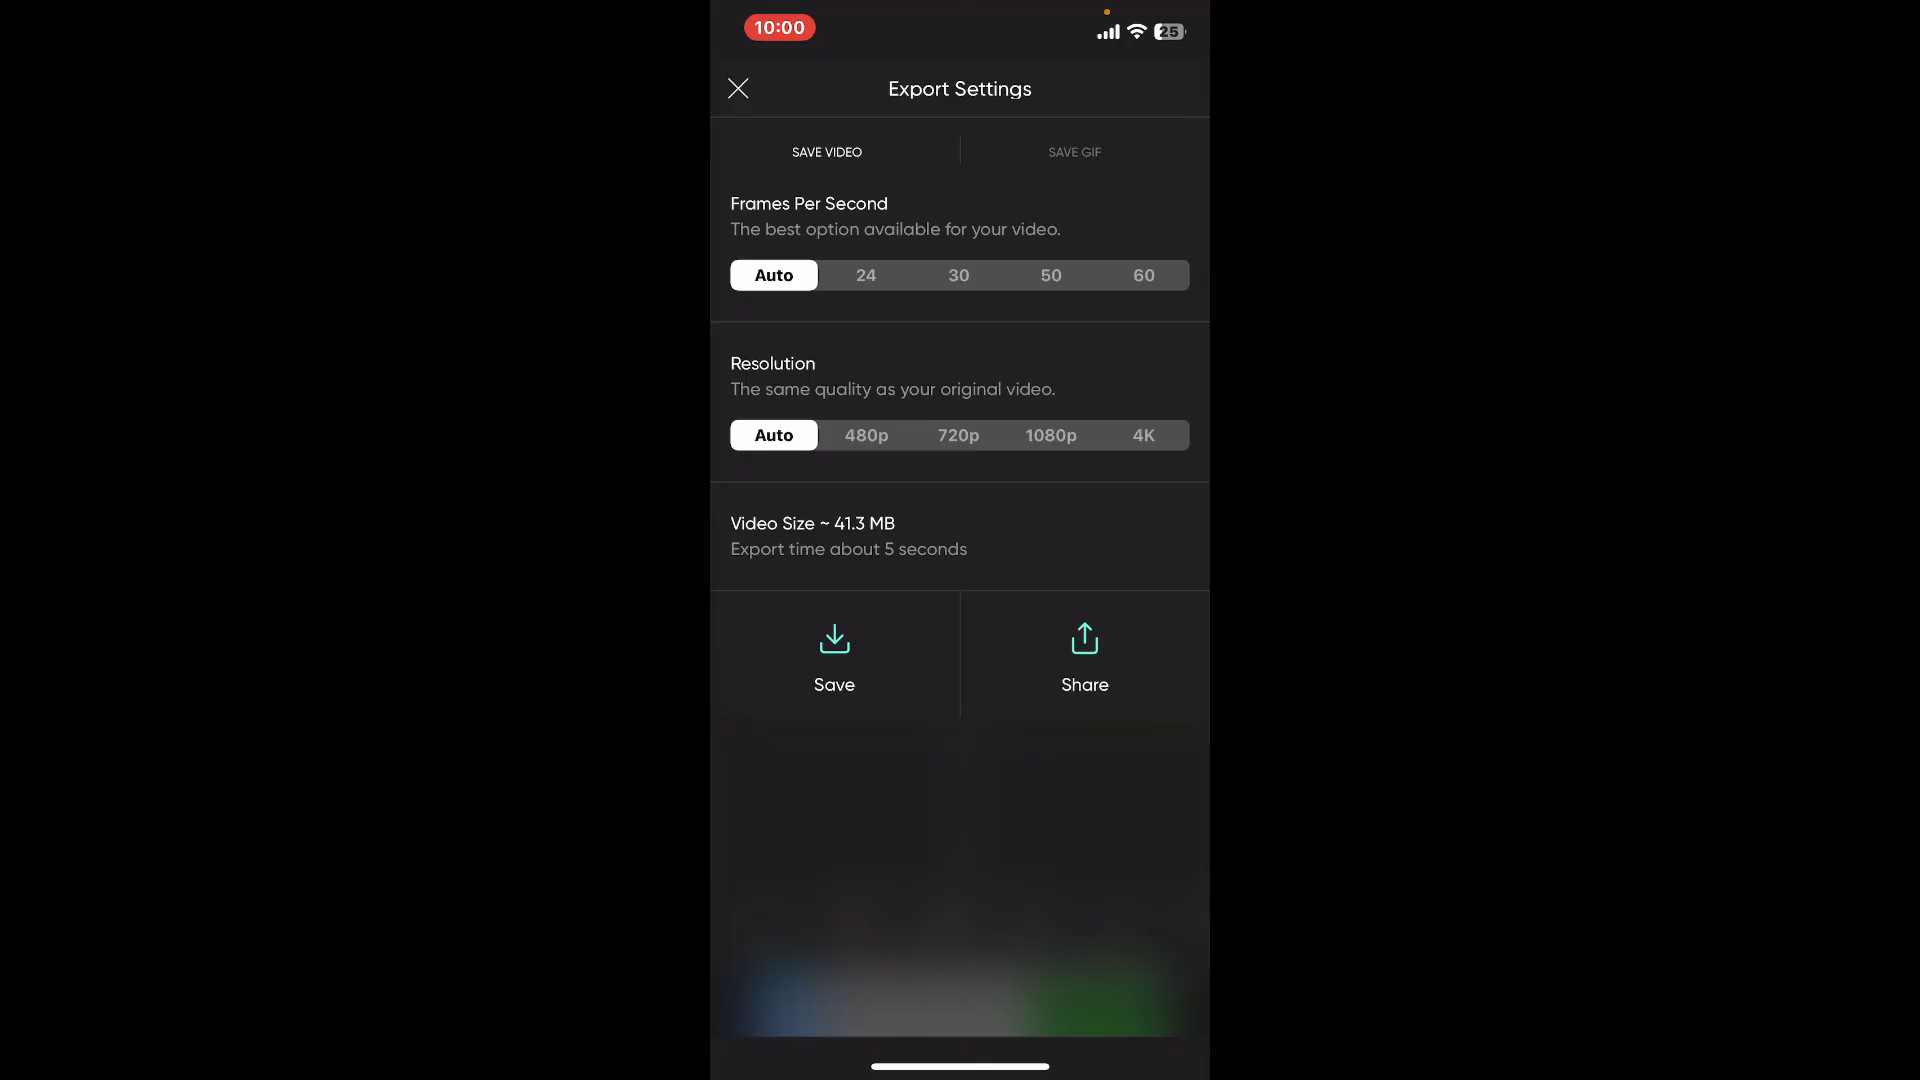 10:00
25
Export Settings
SAVE VIDEO
SAVE GIF
Frames Per Second
The best option available for your video.
Auto 24 30 50 60
Resolution
The same quality as your original video.
Auto 480p 720p 1080p 4K
Video Size ~ 41.3 MB
Export time about 5 seconds
Save
Share